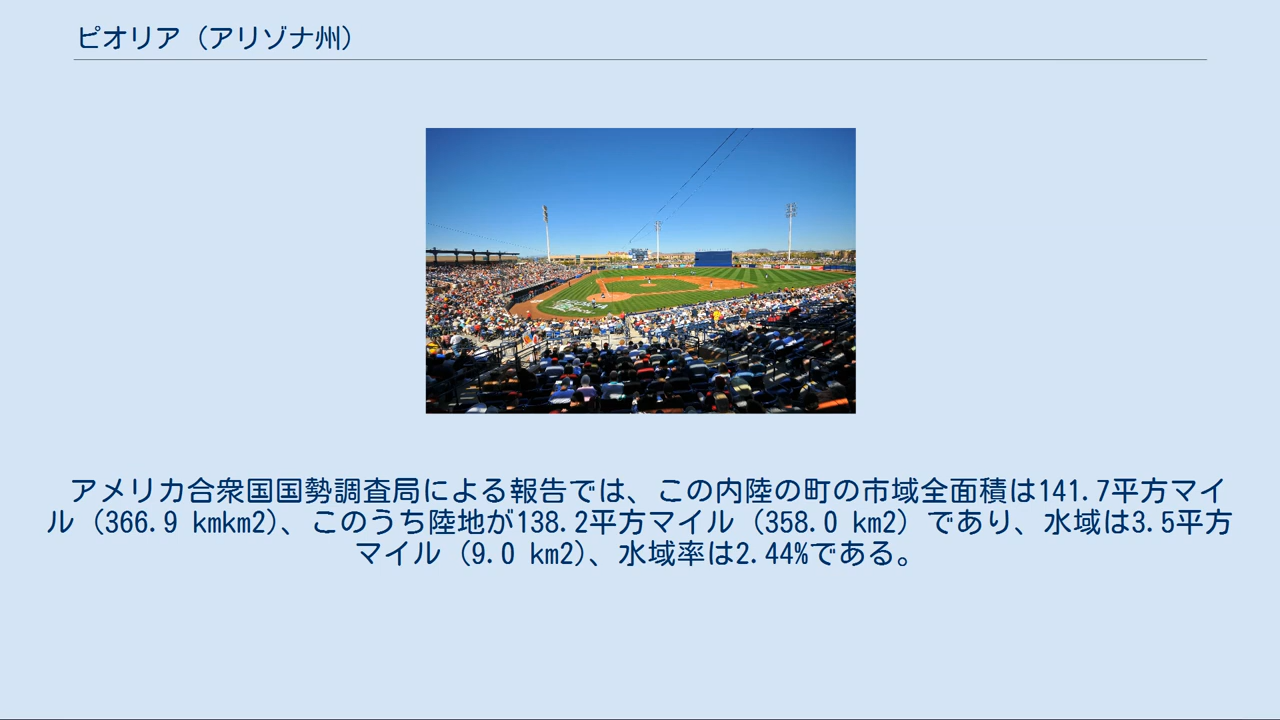 ピオリア（アリゾナ州）
アメリカ合衆国国勢調査局による報告では、この内陸の町の市域全面積は141.7平方マイ
ル（366.9 kmkm2）、このうち陸地が138.2平方マイル（358.0 km2）であり、水域は3.5平方
マイル（9.0 km2）、水域率は2.44%である。